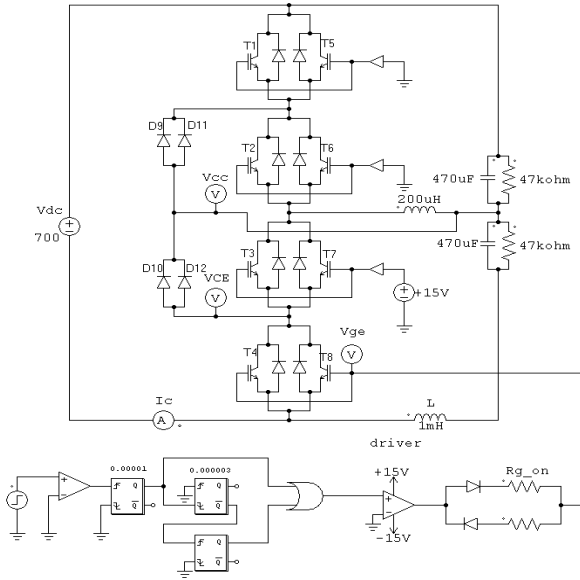 T1
T5
D9
D11
T2
T6
Vcc
V
470uF
47kohm
200uH
Vdc
700
470uF
47kohm
T3
T7
D10
D12
VCE
V
+15V
Vge
V
T4
T8
Ic
A
L
1mH
driver
0.00001
0.000003
+15V
Rg_on
Q
Q
Q
Q
-15V
Q
Q